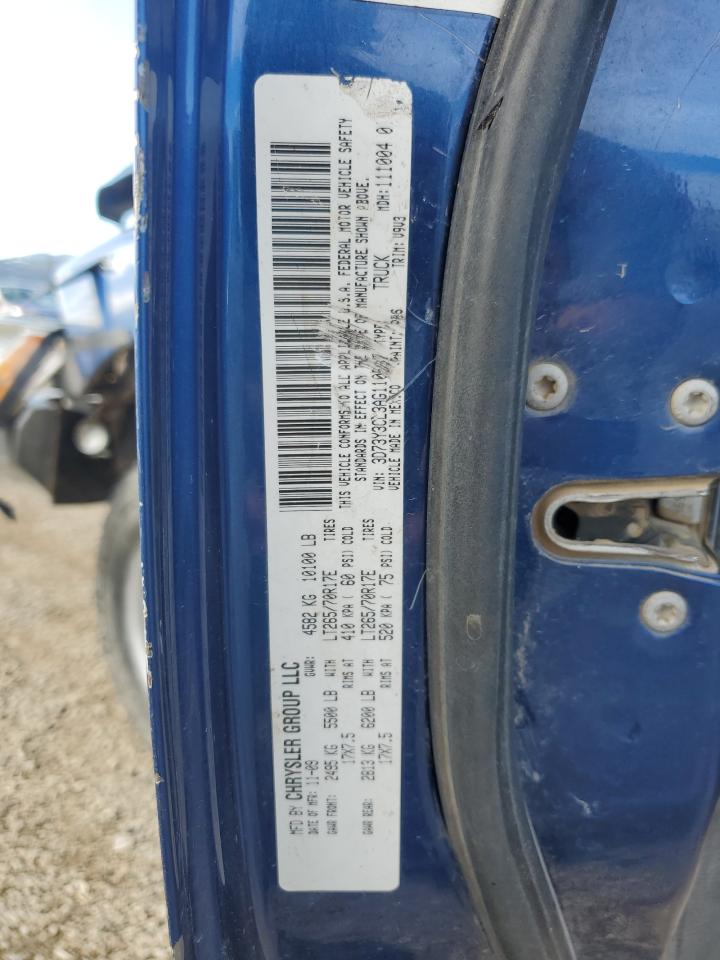 MFD BY CHRYSLER GROUP LLC
DATE OF MFR: 11-09 GVWR: 4582 KG 10100 LB
GAWR FRONT: 2495 KG 5500 LB WITH LT265/70R17E TIRES
17X7.5 RIMS AT 410 KPA ( 60 PSI) COLD
GAWR REAR: 2813 KG 6200 LB WITH LT265/70R17E TIRES
17X7.5 RIMS AT 520 KPA ( 75 PSI) COLD
THIS VEHICLE CONFORMS TO ALL APPLICABLE U.S.A. FEDERAL MOTOR VEHICLE SAFETY
STANDARDS IN EFFECT ON THE DATE OF MANUFACTURE SHOWN ABOVE.
VIN: TYPE: TRUCK MDH:111004 0
VEHICLE MADE IN MEXICO PAINT: PBS TRIM: V9V3